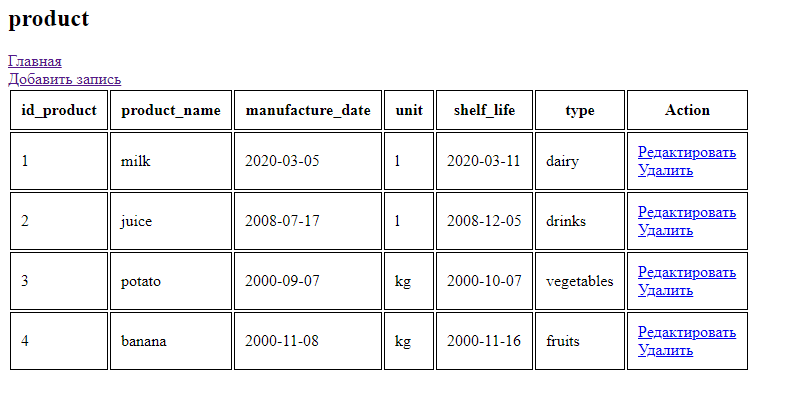 product
Главная
Добавить запись
id_product product_name manufacture_date unit shelf_life type Action
1 milk 2020-03-05 l 2020-03-11 dairy Редактировать
Удалить
2 juice 2008-07-17 l 2008-12-05 drinks Редактировать
Удалить
3 potato 2000-09-07 kg 2000-10-07 vegetables Редактировать
Удалить
4 banana 2000-11-08 kg 2000-11-16 fruits Редактировать
Удалить